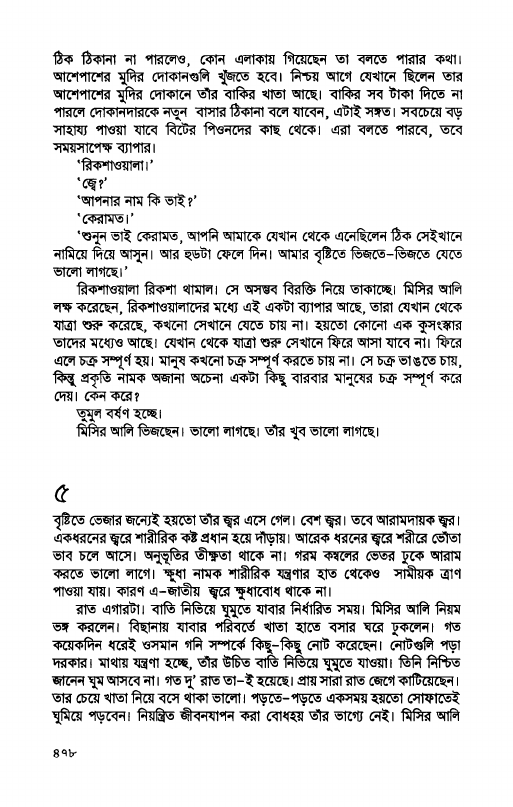 ঠিক ঠিকানা না পারলেও, কোন এলাকায় গিয়েছেন তা বলতে পারার কথা।
আশেপাশের মুদির দোকানগুলি খুঁজতে হবে। নিশ্চয় আগে যেখানে ছিলেন তার
আশেপাশের মুদির দোকানে তাঁর বাকির খাতা আছে। বাকির সব টাকা দিতে না
পারলে দোকানদারকে নতুন বাসার ঠিকানা বলে যাবেন, এটাই সঙ্গত। সবচেয়ে বড়
সাহায্য পাওয়া যাবে বিটের পিওনদের কাছ থেকে। এরা বলতে পারবে, তবে
সময়সাপেক্ষ ব্যাপার।
‘রিকশাওয়ালা।’
‘জ্বে?’
‘আপনার নাম কি ভাই?’
‘কেরামত।’
‘শুনুন ভাই কেরামত, আপনি আমাকে যেখান থেকে এনেছিলেন ঠিক সেইখানে
নামিয়ে দিয়ে আসুন। আর হুডটা ফেলে দিন। আমার বৃষ্টিতে ভিজতে-ভিজতে যেতে
ভালো লাগছে।’
রিকশাওয়ালা রিকশা থামাল। সে অসম্ভব বিরক্তি নিয়ে তাকাচ্ছে। মিসির আলি
লক্ষ করেছেন, রিকশাওয়ালাদের মধ্যে এই একটা ব্যাপার আছে, তারা যেখান থেকে
যাত্রা শুরু করেছে, কখনো সেখানে যেতে চায় না। হয়তো কোনো এক কুসংস্কার
তাদের মধ্যেও আছে। যেখান থেকে যাত্রা শুরু সেখানে ফিরে আসা যাবে না। ফিরে
এলে চক্র সম্পূর্ণ হয়। মানুষ কখনো চক্র সম্পূর্ণ করতে চায় না। সে চক্র ভাঙতে চায়,
কিন্তু প্রকৃতি নামক অজানা অচেনা একটা কিছু বারবার মানুষের চক্র সম্পূর্ণ করে
দেয়। কেন করে?
তুমুল বর্ষণ হচ্ছে।
মিসির আলি ভিজছেন। ভালো লাগছে। তাঁর খুব ভালো লাগছে।
৫
বৃষ্টিতে ভেজার জন্যেই হয়তো তাঁর জ্বর এসে গেল। বেশ জ্বর। তবে আরামদায়ক জ্বর।
একধরনের জ্বরে শারীরিক কষ্ট প্রধান হয়ে দাঁড়ায়। আরেক ধরনের জ্বরে শরীরে ভোঁতা
ভাব চলে আসে। অনুভূতির তীক্ষ্ণতা থাকে না। গরম কম্বলের ভেতর ঢুকে আরাম
করতে ভালো লাগে। ক্ষুধা নামক শারীরিক যন্ত্রণার হাত থেকেও সাময়িক ত্রাণ
পাওয়া যায়। কারণ এ-জাতীয় জ্বরে ক্ষুধাবোধ থাকে না।
রাত এগারটা। বাতি নিভিয়ে ঘুমুতে যাবার নির্ধারিত সময়। মিসির আলি নিয়ম
ভঙ্গ করলেন। বিছানায় যাবার পরিবর্তে খাতা হাতে বসার ঘরে ঢুকলেন। গত
কয়েকদিন ধরেই ওসমান গনি সম্পর্কে কিছু-কিছু নোট করেছেন। নোটগুলি পড়া
দরকার। মাথায় যন্ত্রণা হচ্ছে, তাঁর উচিত বাতি নিভিয়ে ঘুমুতে যাওয়া। তিনি নিশ্চিত
জানেন ঘুম আসবে না। গত দু’ রাত তা-ই হয়েছে। প্রায় সারা রাত জেগে কাটিয়েছেন।
তার চেয়ে খাতা নিয়ে বসে থাকা ভালো। পড়তে-পড়তে একসময় হয়তো সোফাতেই
ঘুমিয়ে পড়বেন। নিয়ন্ত্রিত জীবনযাপন করা বোধহয় তাঁর ভাগ্যে নেই। মিসির আলি
৪৭৮